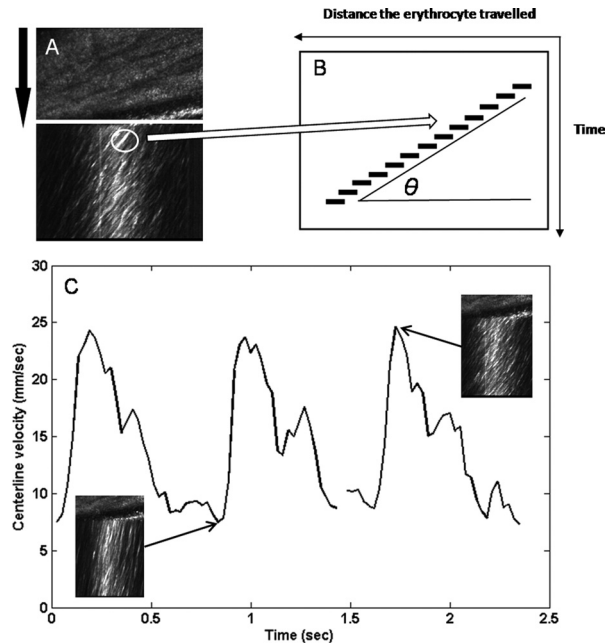 Distance the erythrocyte travelled
A
B
Time
θ
C
Centerline velocity (mm/sec)
30
25
20
15
10
5
0
0
0.5
1
1.5
2
2.5
Time (sec)